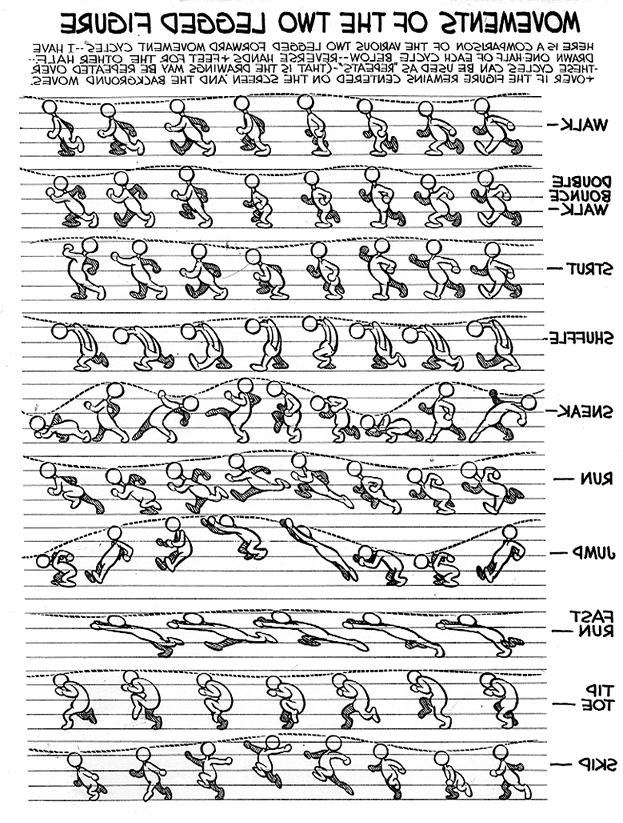 MOVEMENTS OF THE TWO LEGGED FIGURE
HERE IS A COMPARISON OF THE VARIOUS TWO LEGGED FORWARD MOVEMENT CYCLES"--I HAVE
DRAWN ONE-HALF OF EACH CYCLE, BELOW--REVERSE HANDS + FEET FOR THE OTHER HALF--
-THESE CYCLES CAN BE USED AS "REPEATS"-(THAT IS THE DRAWINGS MAY BE REPEATED OVER
+OVER IF THE FIGURE REMAINS CENTERED ON THE SCREEN AND THE BACKGROUND MOVES.
WALK—
DOUBLE
BOUNCE
WALK—
STRUT—
SHUFFLE-
SNEAK—
RUN—
JUMP—
FAST
RUN—
TIP
TOE—
SKIP—